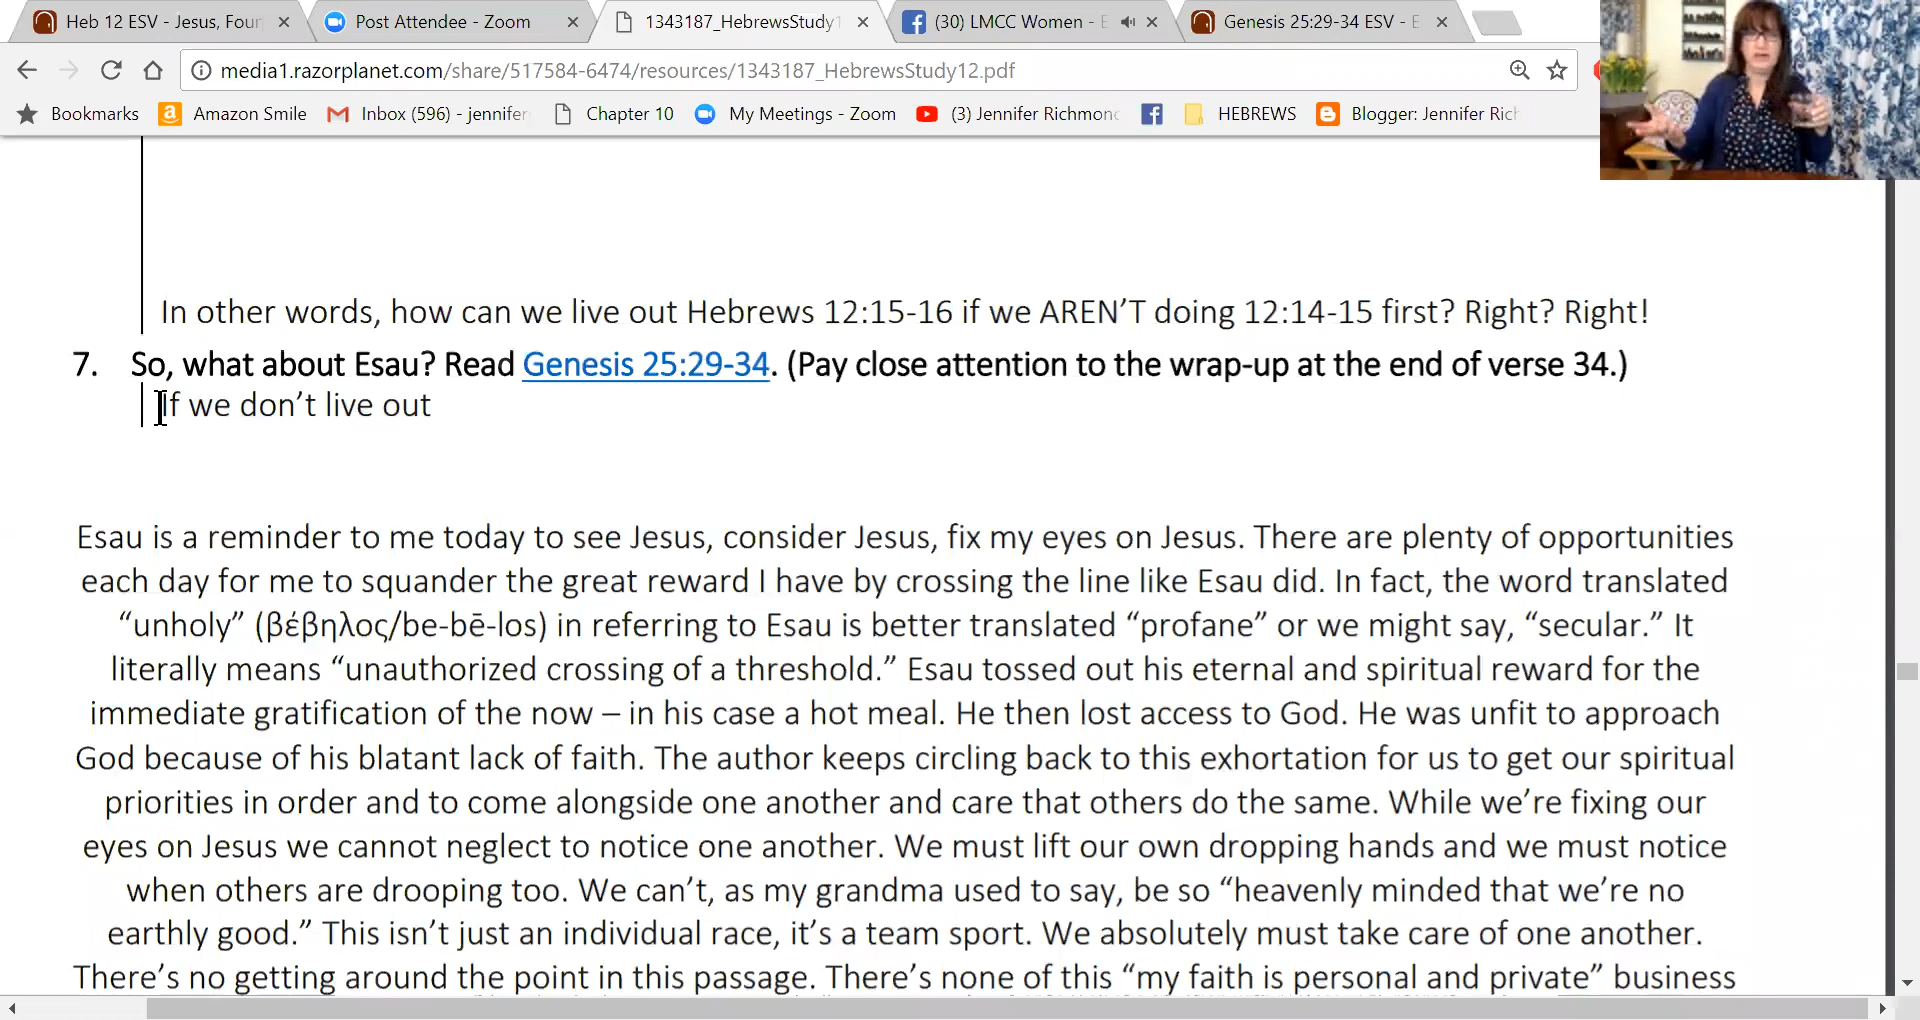 Heb 12 ESV - Jesus, Foun
Post Attendee - Zoom
1343187_HebrewsStudy1
(30) LMCC Women - E
Genesis 25:29-34 ESV - E
media1.razorplanet.com/share/517584-6474/resources/1343187_HebrewsStudy12.pdf
Bookmarks
Amazon Smile
Inbox (596) - jennifer
Chapter 10
My Meetings - Zoom
(3) Jennifer Richmond
HEBREWS
Blogger: Jennifer Rich
In other words, how can we live out Hebrews 12:15-16 if we AREN’T doing 12:14-15 first? Right? Right!
7. So, what about Esau? Read Genesis 25:29-34. (Pay close attention to the wrap-up at the end of verse 34.)
If we don’t live out
Esau is a reminder to me today to see Jesus, consider Jesus, fix my eyes on Jesus. There are plenty of opportunities
each day for me to squander the great reward I have by crossing the line like Esau did. In fact, the word translated
“unholy” (βέβηλος/be-bē-los) in referring to Esau is better translated “profane” or we might say, “secular.” It
literally means “unauthorized crossing of a threshold.” Esau tossed out his eternal and spiritual reward for the
immediate gratification of the now – in his case a hot meal. He then lost access to God. He was unfit to approach
God because of his blatant lack of faith. The author keeps circling back to this exhortation for us to get our spiritual
priorities in order and to come alongside one another and care that others do the same. While we’re fixing our
eyes on Jesus we cannot neglect to notice one another. We must lift our own dropping hands and we must notice
when others are drooping too. We can’t, as my grandma used to say, be so “heavenly minded that we’re no
earthly good.” This isn’t just an individual race, it’s a team sport. We absolutely must take care of one another.
There’s no getting around the point in this passage. There’s none of this “my faith is personal and private” business